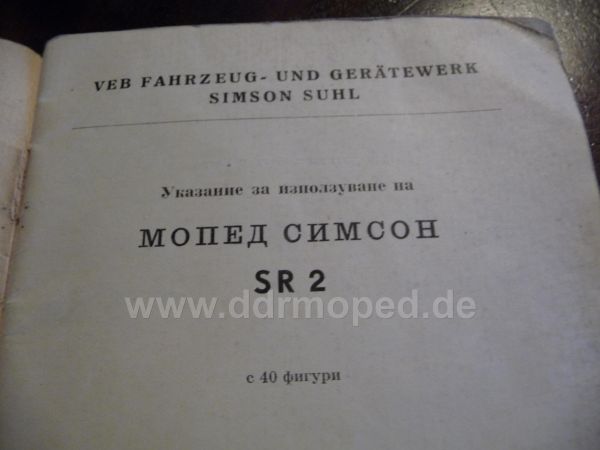 VEB FAHRZEUG- UND GERÄTEWERK
SIMSON SUHL
Указание за използуване на
МОПЕД СИМСОН
SR 2
www.ddrmoped.de
с 40 фигури